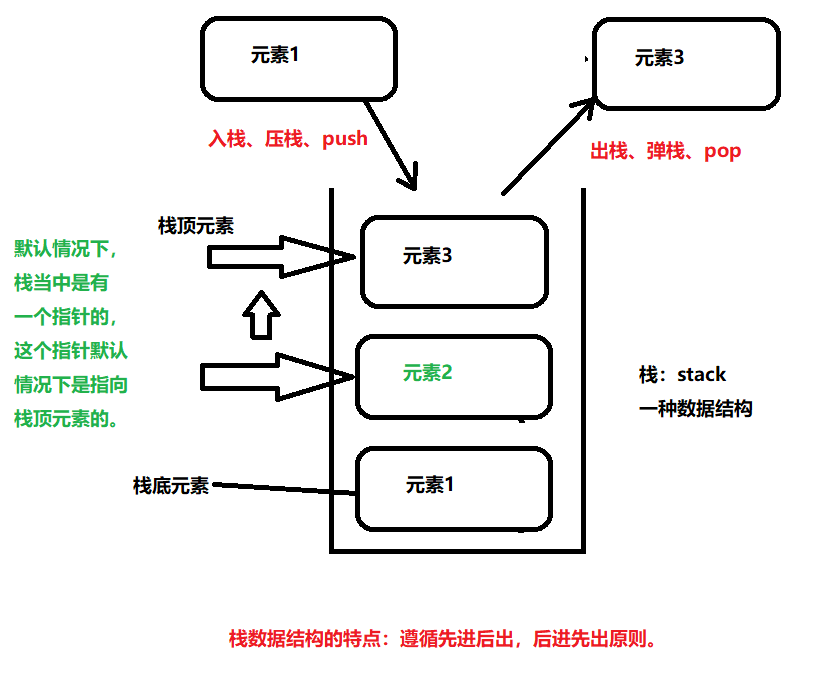 元素1
元素3
入栈、压栈、push
出栈、弹栈、pop
栈顶元素
默认情况下，
栈当中是有
一个指针的，
这个指针默认
情况下是指向
栈顶元素的。
元素3
元素2
栈：stack
一种数据结构
栈底元素
元素1
栈数据结构的特点：遵循先进后出，后进先出原则。